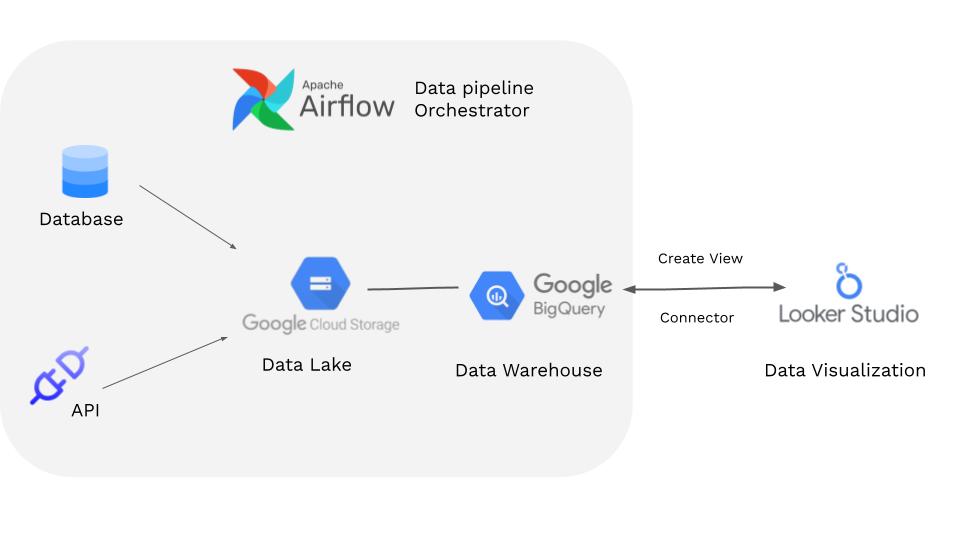 Apache
Airflow
Data pipeline
Orchestrator
Database
Google Cloud Storage
Data Lake
API
Google
BigQuery
Data Warehouse
Create View
Connector
Looker Studio
Data Visualization